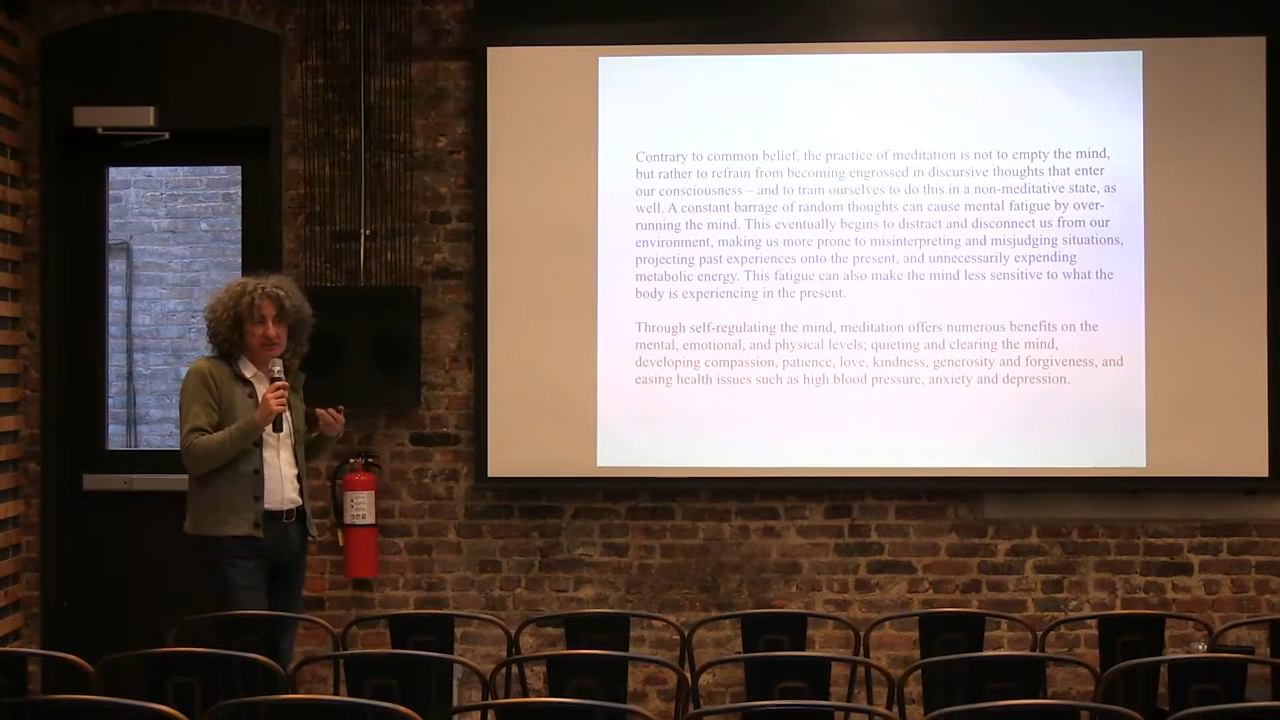 Contrary to common belief, the practice of meditation is not to empty the mind,
but rather to refrain from becoming engrossed in discursive thoughts that enter
our consciousness – and to train ourselves to do this in a non-meditative state, as
well. A constant barrage of random thoughts can cause mental fatigue by over-
running the mind. This eventually begins to distract and disconnect us from our
environment, making us more prone to misinterpreting and misjudging situations,
projecting past experiences onto the present, and unnecessarily expending
metabolic energy. This fatigue can also make the mind less sensitive to what the
body is experiencing in the present.
Through self-regulating the mind, meditation offers numerous benefits on the
mental, emotional, and physical levels; quieting and clearing the mind,
developing compassion, patience, love, kindness, generosity and forgiveness, and
easing health issues such as high blood pressure, anxiety and depression.